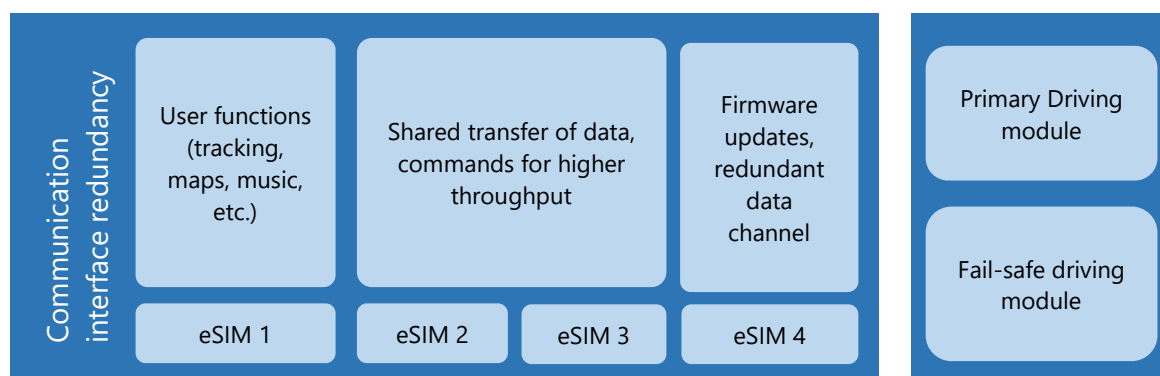 Communication
interface redundancy
User functions
(tracking,
maps, music,
etc.)
Shared transfer of data,
commands for higher
throughput
Firmware
updates,
redundant
data
channel
eSIM 1
eSIM 2
eSIM 3
eSIM 4
Primary Driving
module
Fail-safe driving
module